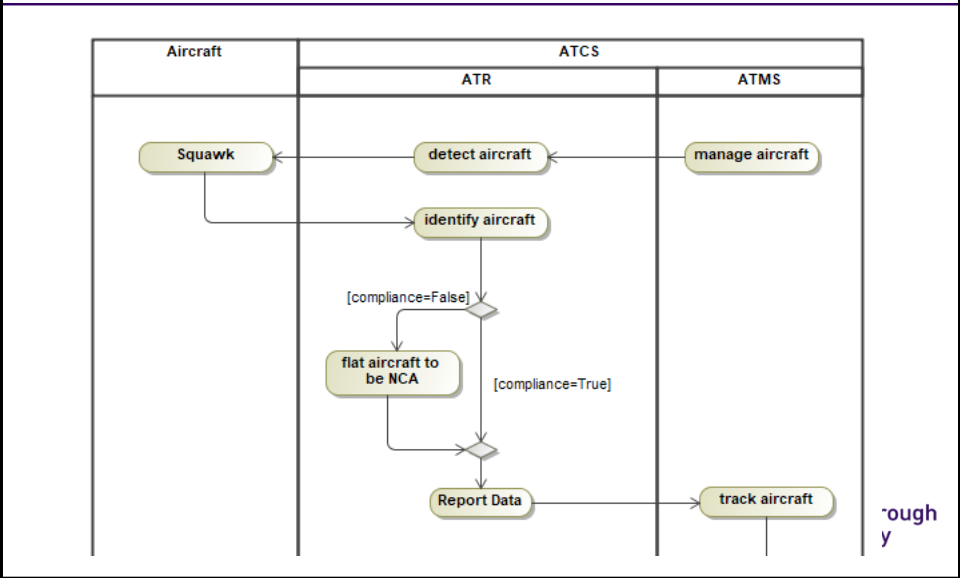 Aircraft
ATCS
ATR
ATMS
Squawk
detect aircraft
manage aircraft
identify aircraft
[compliance=False]
flat aircraft to
be NCA
[compliance=True]
Report Data
track aircraft
rough
y